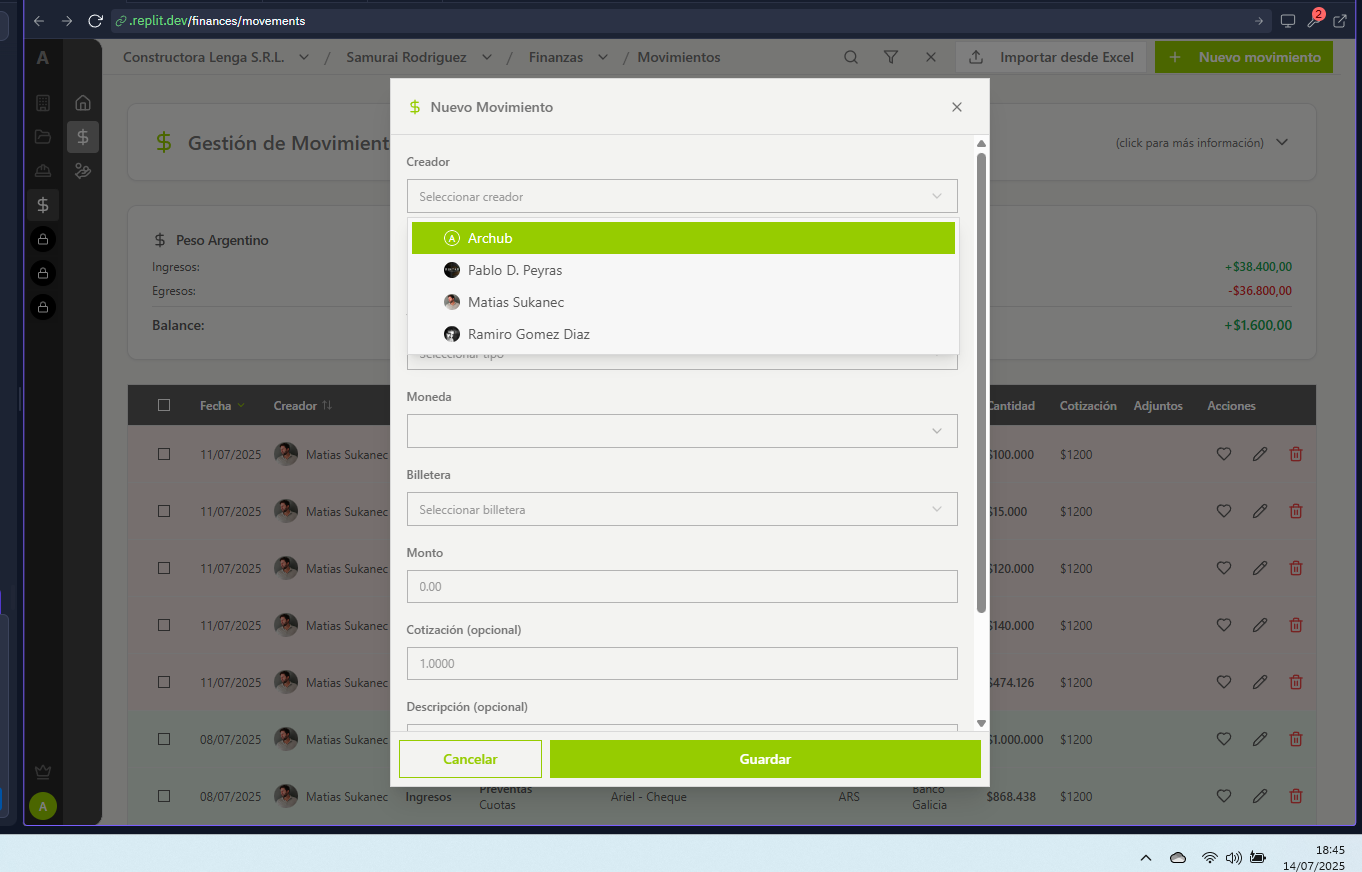 .replit.dev/finances/movements
2
A
Constructora Lenga S.R.L. / Samurai Rodriguez / Finanzas / Movimientos
Importar desde Excel
+ Nuevo movimiento
$ Nuevo Movimiento
$ Gestión de Movimient
(click para más información)
Creador
Seleccionar creador
A Archub
Pablo D. Peyras
Matias Sukanec
Ramiro Gomez Diaz
Seleccionar tipo
$ Peso Argentino
Ingresos:
+$38.400,00
Egresos:
-$36.800,00
Balance:
+$1.600,00
Moneda
Billetera
Seleccionar billetera
Monto
0.00
Cotización (opcional)
1.0000
Descripción (opcional)
Cancelar
Guardar
Fecha Creador Cantidad Cotización Adjuntos Acciones
11/07/2025 Matias Sukanec $100.000 $1200
11/07/2025 Matias Sukanec $15.000 $1200
11/07/2025 Matias Sukanec $120.000 $1200
11/07/2025 Matias Sukanec $140.000 $1200
11/07/2025 Matias Sukanec $474.126 $1200
08/07/2025 Matias Sukanec $1.000.000 $1200
08/07/2025 Matias Sukanec Ingresos Preventas Ariel - Cheque ARS Banco $868.438 $1200
Cuotas Galicia
A
18:45
14/07/2025